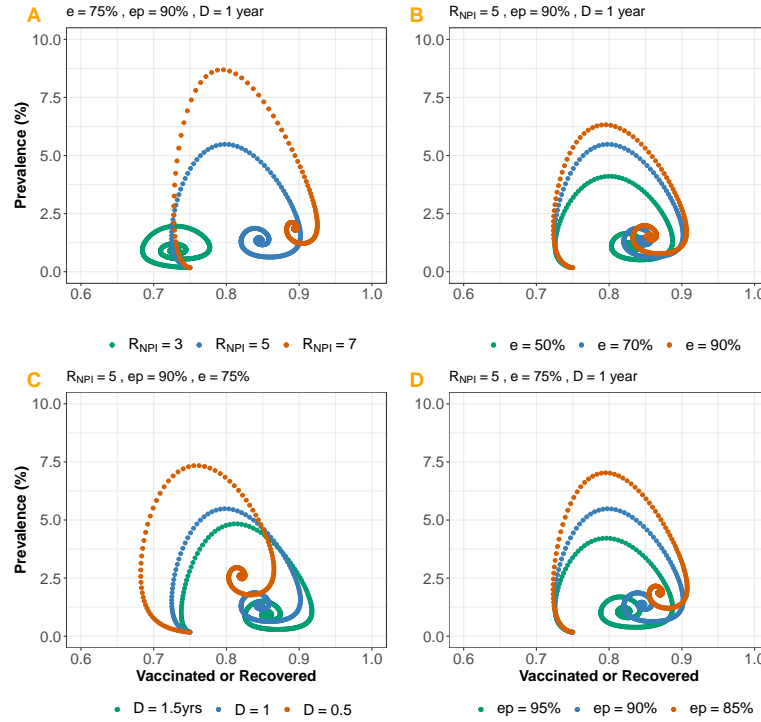 A
e = 75% , ep = 90% , D = 1 year
10.0
7.5
5.0
2.5
0.0
Prevalence (%)
0.6 0.7 0.8 0.9 1.0
R_NPI = 3 R_NPI = 5 R_NPI = 7
B
R_NPI = 5 , ep = 90% , D = 1 year
10.0
7.5
5.0
2.5
0.0
0.6 0.7 0.8 0.9 1.0
e = 50% e = 70% e = 90%
C
R_NPI = 5 , ep = 90% , e = 75%
10.0
7.5
5.0
2.5
0.0
Prevalence (%)
0.6 0.7 0.8 0.9 1.0
Vaccinated or Recovered
D = 1.5yrs D = 1 D = 0.5
D
R_NPI = 5 , e = 75% , D = 1 year
10.0
7.5
5.0
2.5
0.0
0.6 0.7 0.8 0.9 1.0
Vaccinated or Recovered
ep = 95% ep = 90% ep = 85%